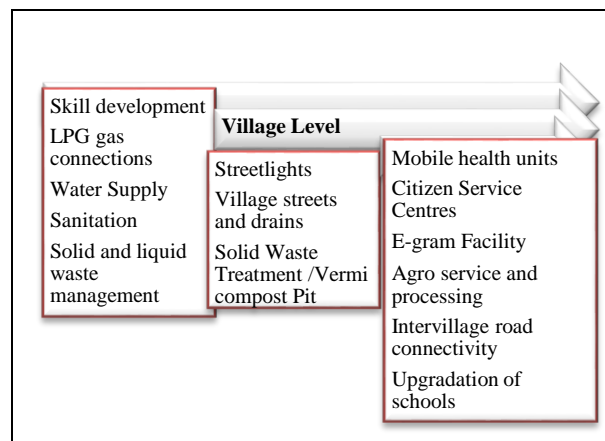 Skill development
LPG gas
connections
Water Supply
Sanitation
Solid and liquid
waste
management
Village Level
Streetlights
Village streets
and drains
Solid Waste
Treatment /Vermi
compost Pit
Mobile health units
Citizen Service
Centres
E-gram Facility
Agro service and
processing
Intervillage road
connectivity
Upgradation of
schools